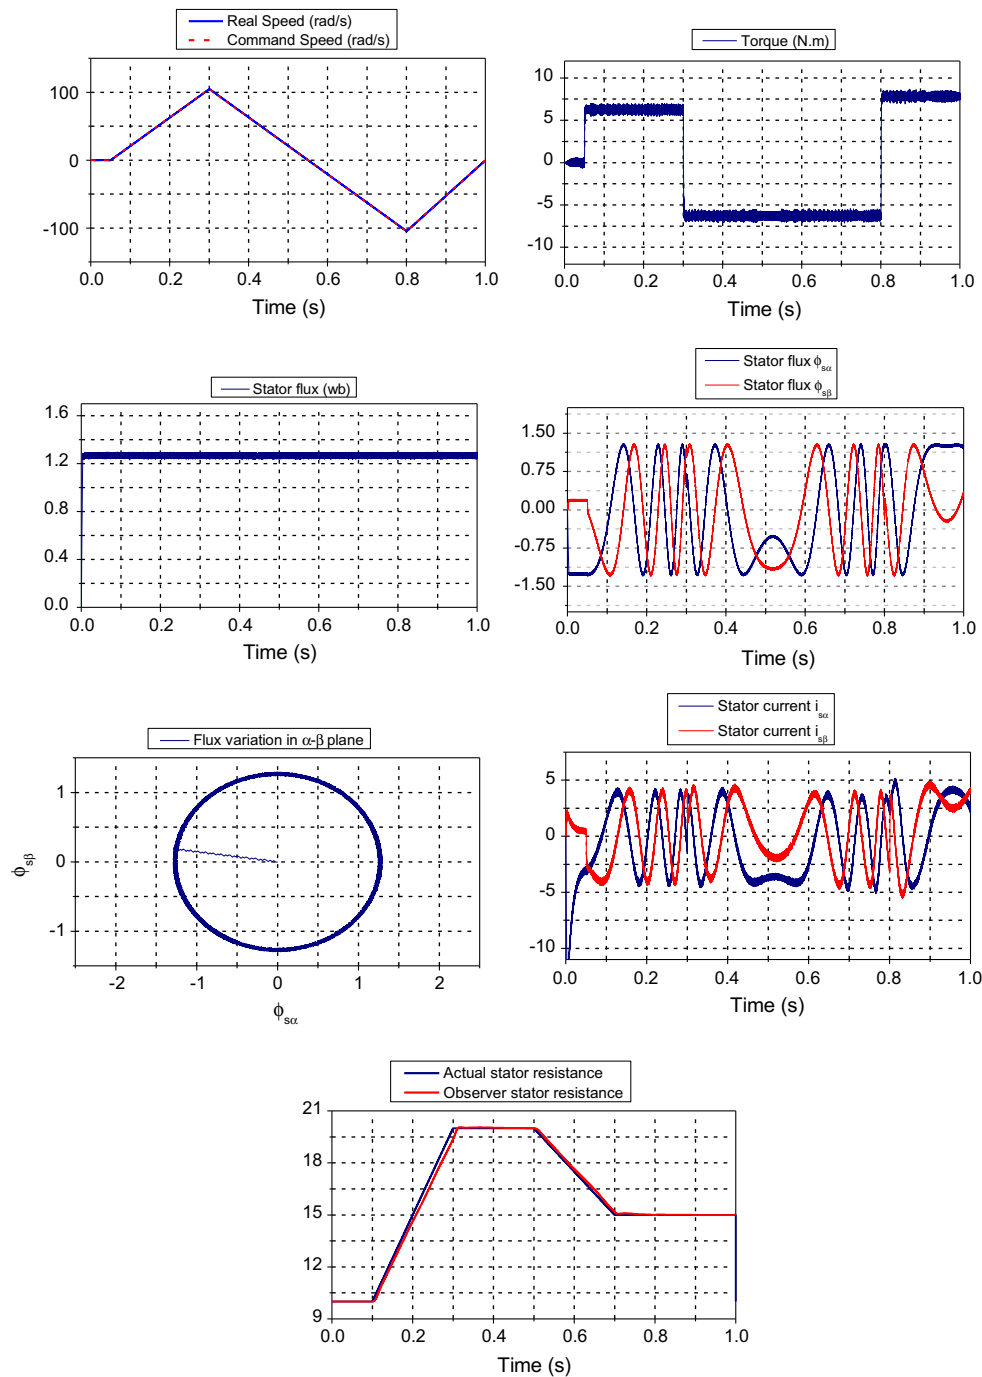 Real Speed (rad/s)
Command Speed (rad/s)
100
0
-100
0.0 0.2 0.4 0.6 0.8 1.0
Time (s)
Torque (N.m)
10
5
0
-5
-10
0.0 0.2 0.4 0.6 0.8 1.0
Time (s)
Stator flux (wb)
1.6
1.2
0.8
0.4
0.0
0.0 0.2 0.4 0.6 0.8 1.0
Time (s)
Stator flux ϕsα
Stator flux ϕsβ
1.50
0.75
0.00
-0.75
-1.50
0.0 0.2 0.4 0.6 0.8 1.0
Time (s)
Flux variation in α-β plane
ϕsβ
1
0
-1
-2 -1 0 1 2
ϕsα
Stator current isα
Stator current isβ
5
0
-5
-10
0.0 0.2 0.4 0.6 0.8 1.0
Time (s)
Actual stator resistance
Observer stator resistance
21
18
15
12
9
0.0 0.2 0.4 0.6 0.8 1.0
Time (s)